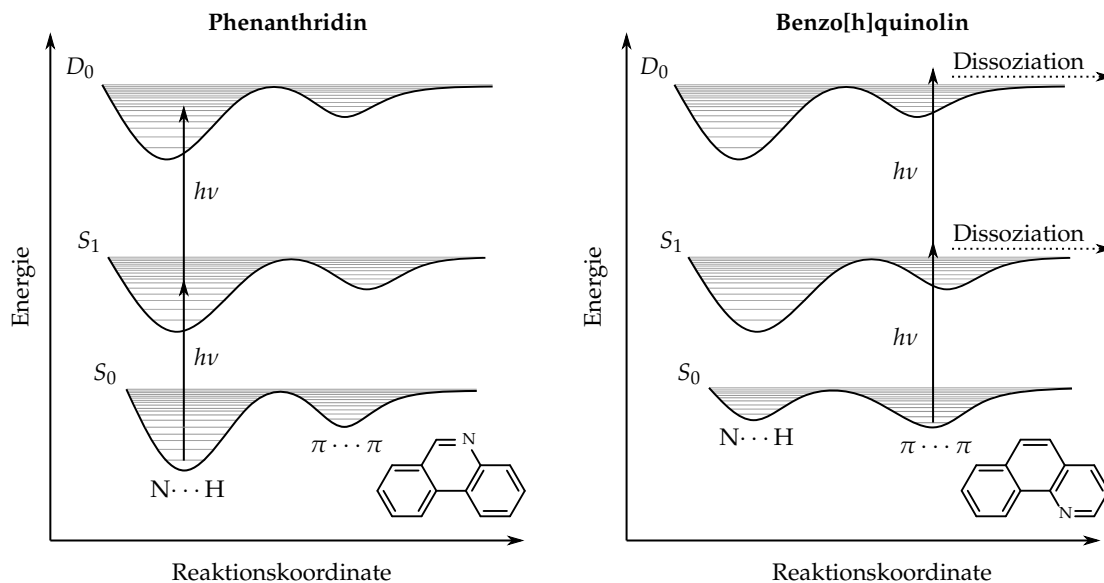 Phenanthridin
D₀
hν
S₁
hν
S₀
π · · · π
N · · · H
N
Energie
Reaktionskoordinate
Benzo[h]quinolin
Dissoziation
D₀
hν
Dissoziation
S₁
hν
S₀
N · · · H
π · · · π
N
Energie
Reaktionskoordinate